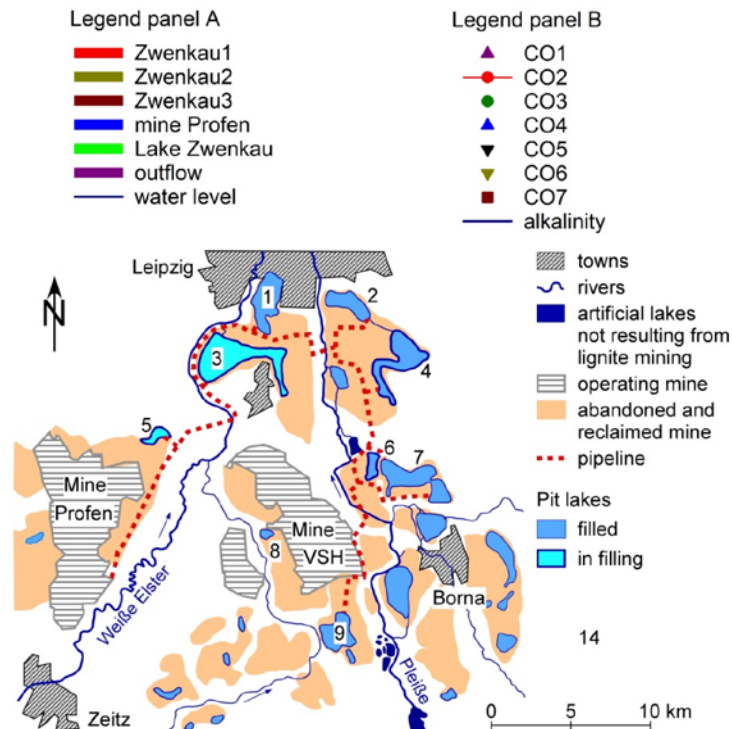 Legend panel A
Zwenkau1
Zwenkau2
Zwenkau3
mine Profen
Lake Zwenkau
outflow
water level
Legend panel B
CO1
CO2
CO3
CO4
CO5
CO6
CO7
alkalinity
Leipzig
N
1
2
3
4
5
6
7
8
9
14
Mine
Profen
Mine
VSH
Weiße Elster
Pleiße
Borna
Zeitz
towns
rivers
artificial lakes
not resulting from
lignite mining
operating mine
abandoned and
reclaimed mine
pipeline
Pit lakes
filled
in filling
0 5 10 km